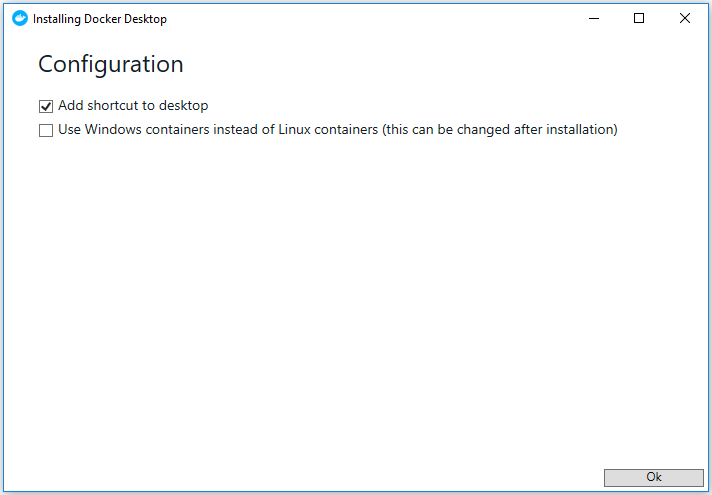 Installing Docker Desktop
Configuration
Add shortcut to desktop
Use Windows containers instead of Linux containers (this can be changed after installation)
Ok